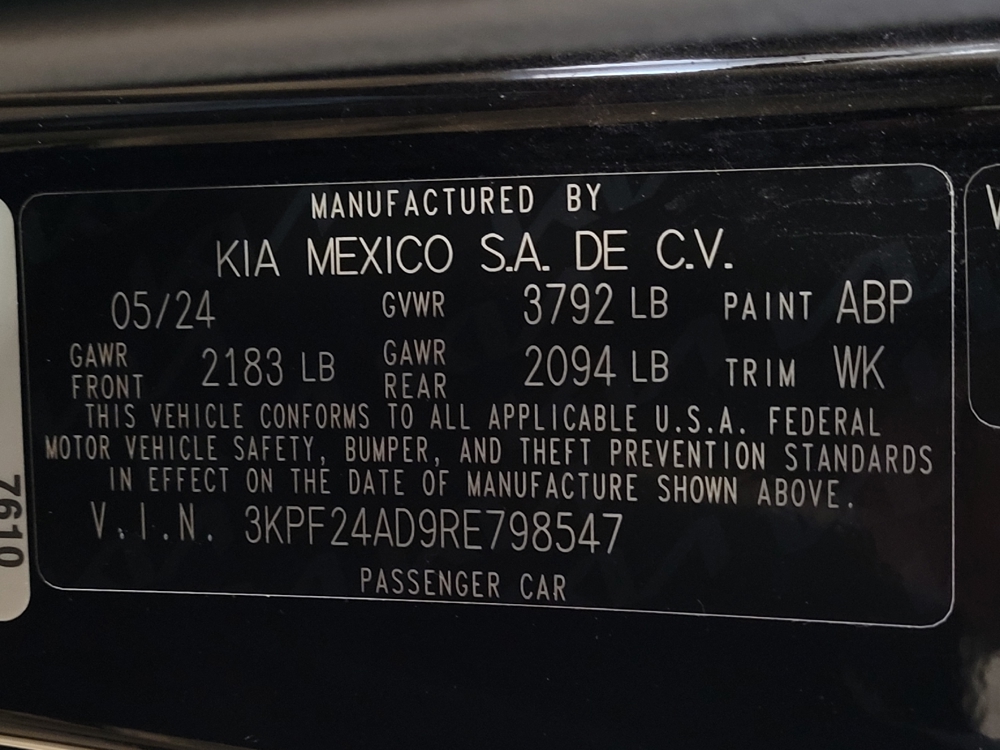 MANUFACTURED BY
KIA MEXICO S.A. DE C.V.
05/24 GVWR 3792 LB PAINT ABP
GAWR FRONT 2183 LB GAWR REAR 2094 LB TRIM WK
THIS VEHICLE CONFORMS TO ALL APPLICABLE U.S.A. FEDERAL
MOTOR VEHICLE SAFETY, BUMPER, AND THEFT PREVENTION STANDARDS
IN EFFECT ON THE DATE OF MANUFACTURE SHOWN ABOVE.
V.I.N. 3KPF24AD9RE798547
PASSENGER CAR
7610